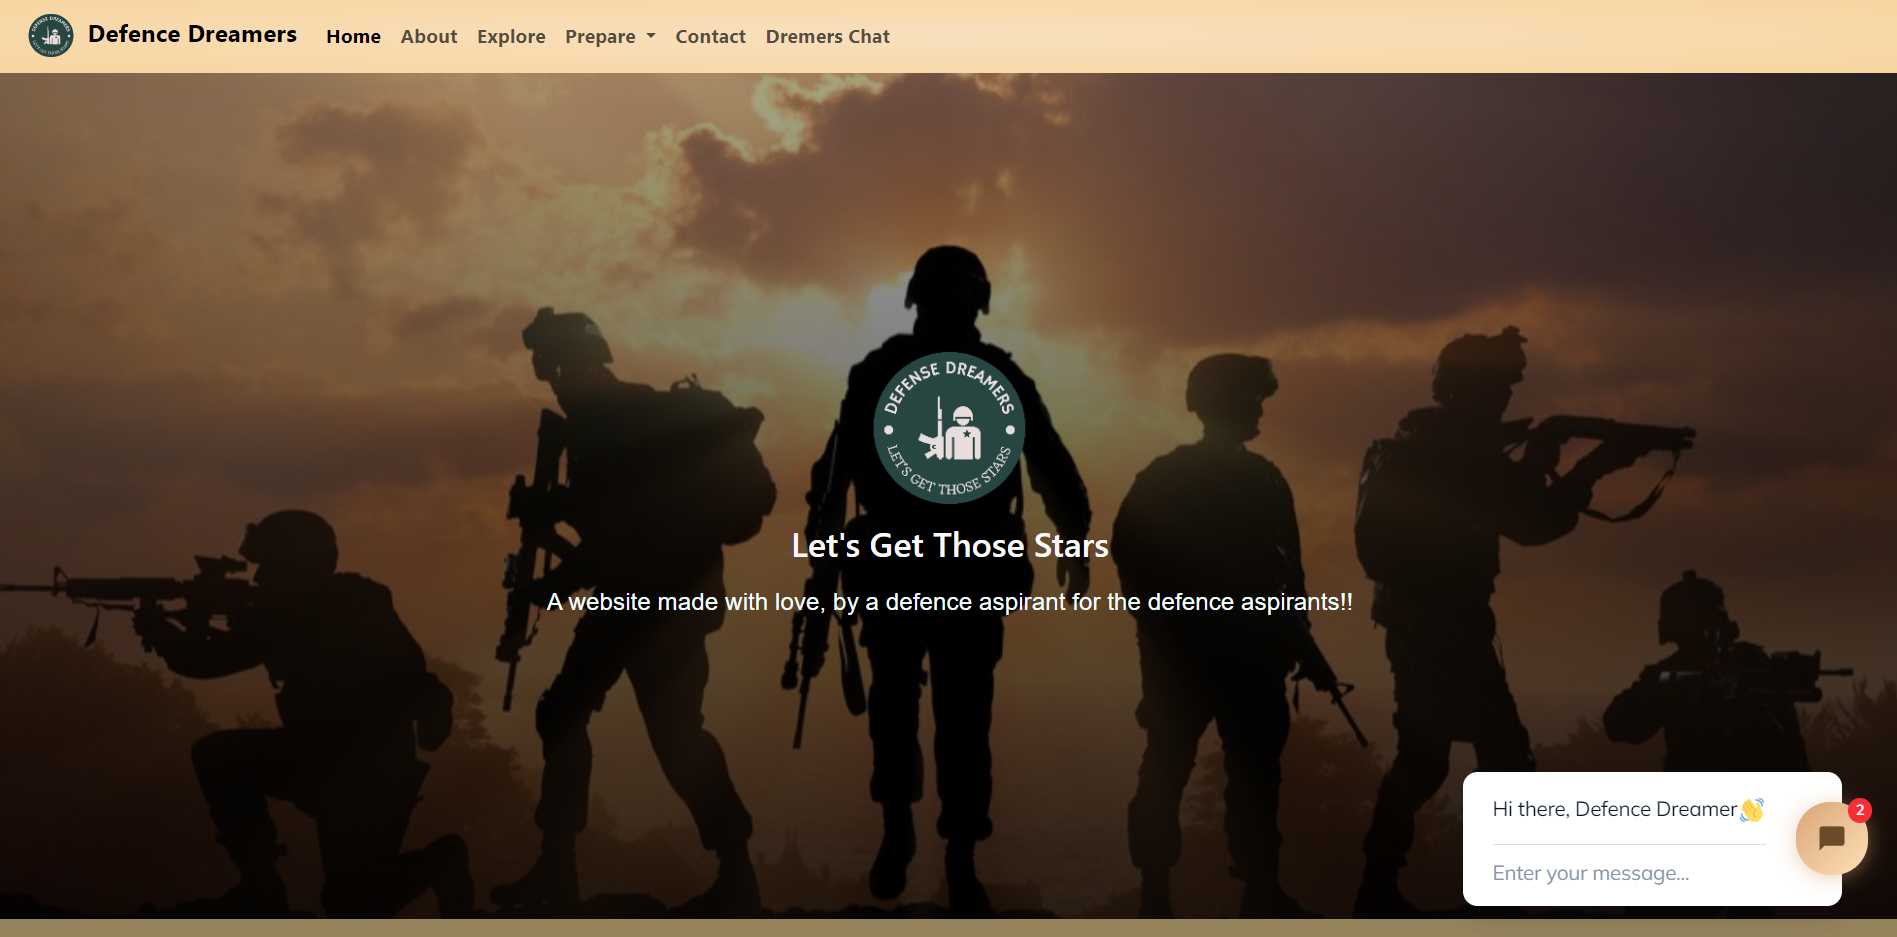 Defence Dreamers
Home
About
Explore
Prepare
Contact
Dremers Chat
DEFENSE DREAMERS
LET'S GET THOSE STARS
Let's Get Those Stars
A website made with love, by a defence aspirant for the defence aspirants!!
Hi there, Defence Dreamer👋
2
Enter your message...